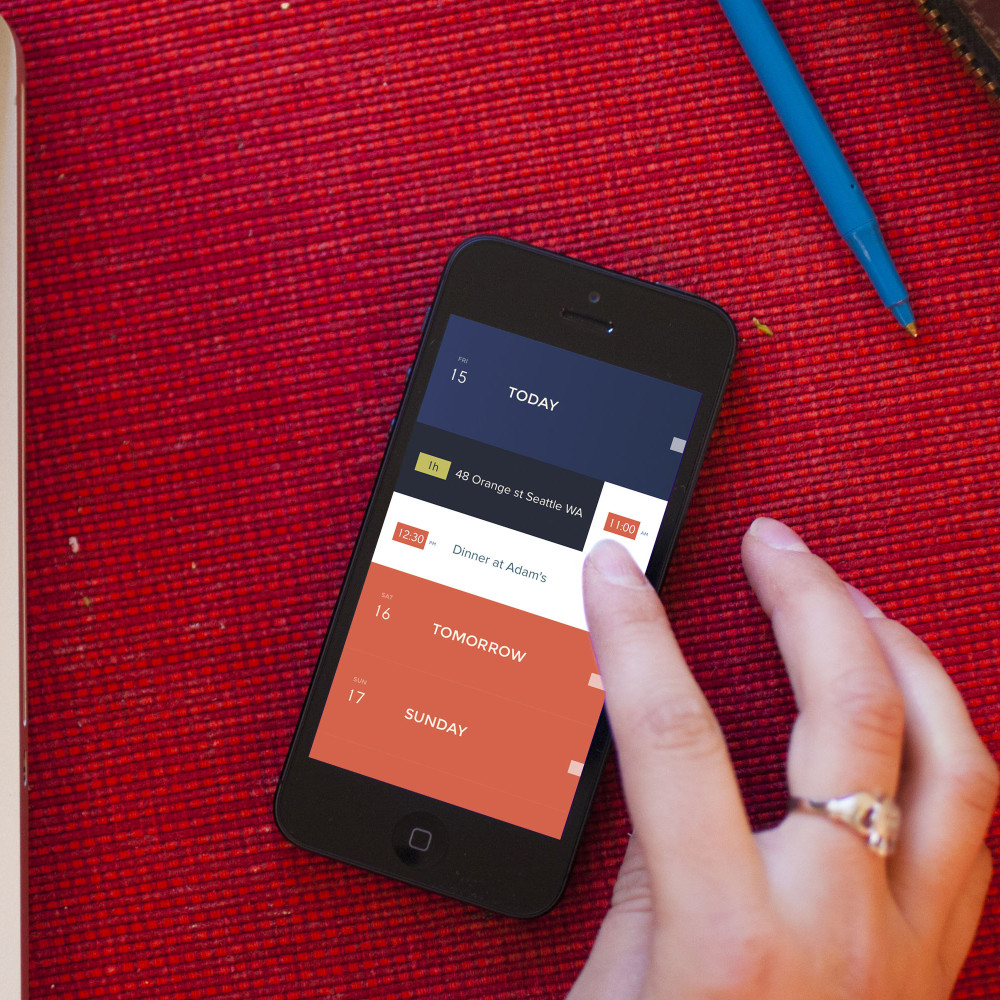 FRI
15
TODAY
1h
48 Orange st Seattle WA
11:00 AM
12:30 PM
Dinner at Adam's
SAT
16
TOMORROW
SUN
17
SUNDAY